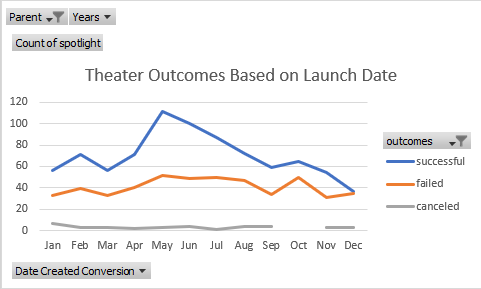 Parent Years
Count of spotlight
Theater Outcomes Based on Launch Date
120
100
80
60
40
20
0
Jan Feb Mar Apr May Jun Jul Aug Sep Oct Nov Dec
outcomes
successful
failed
canceled
Date Created Conversion